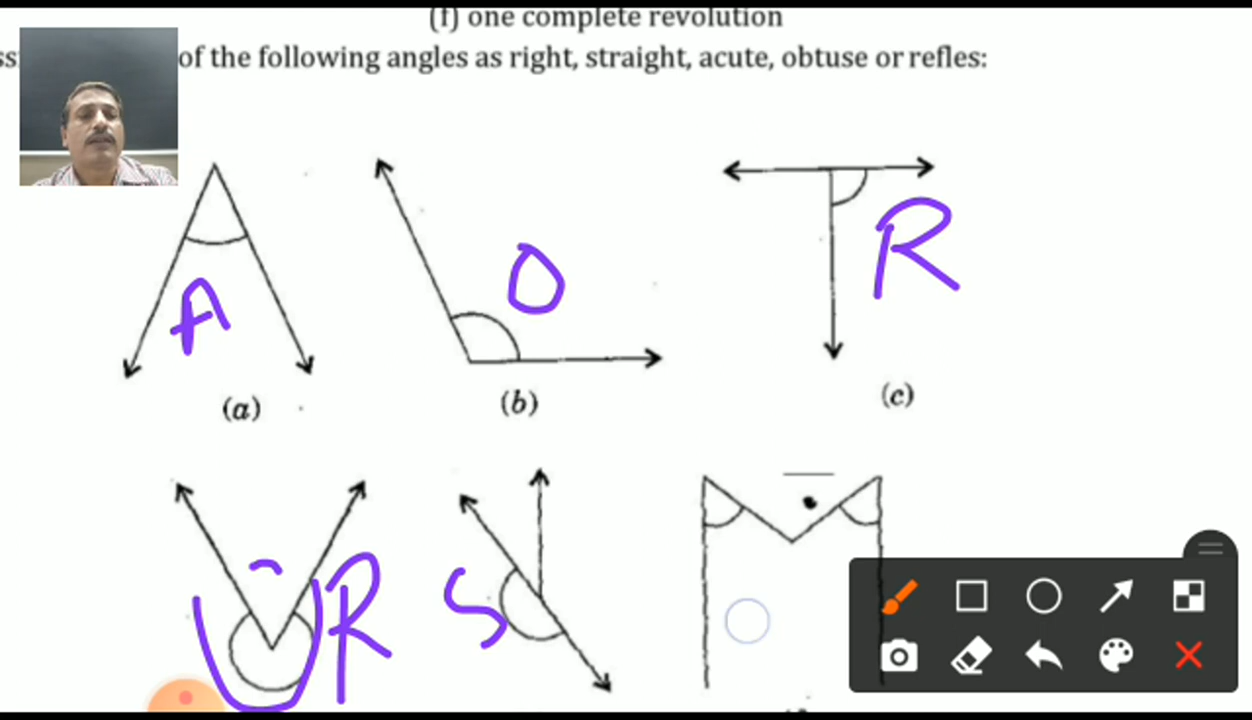 (f) one complete revolution
of the following angles as right, straight, acute, obtuse or refles:
A
O
R
(a)
(b)
(c)
R
S